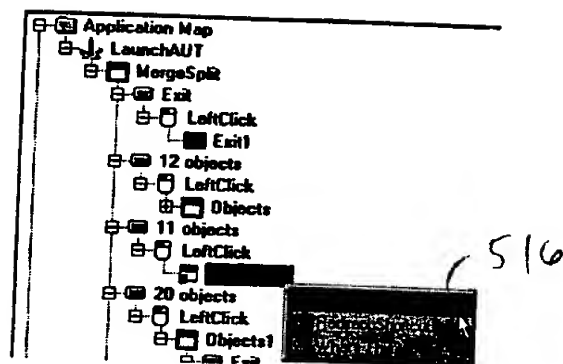 Application Map
LaunchAUT
MergeSplit
Exit
LeftClick
Exit1
12 objects
LeftClick
Objects
11 objects
LeftClick
516
20 objects
LeftClick
Objects1
Exit